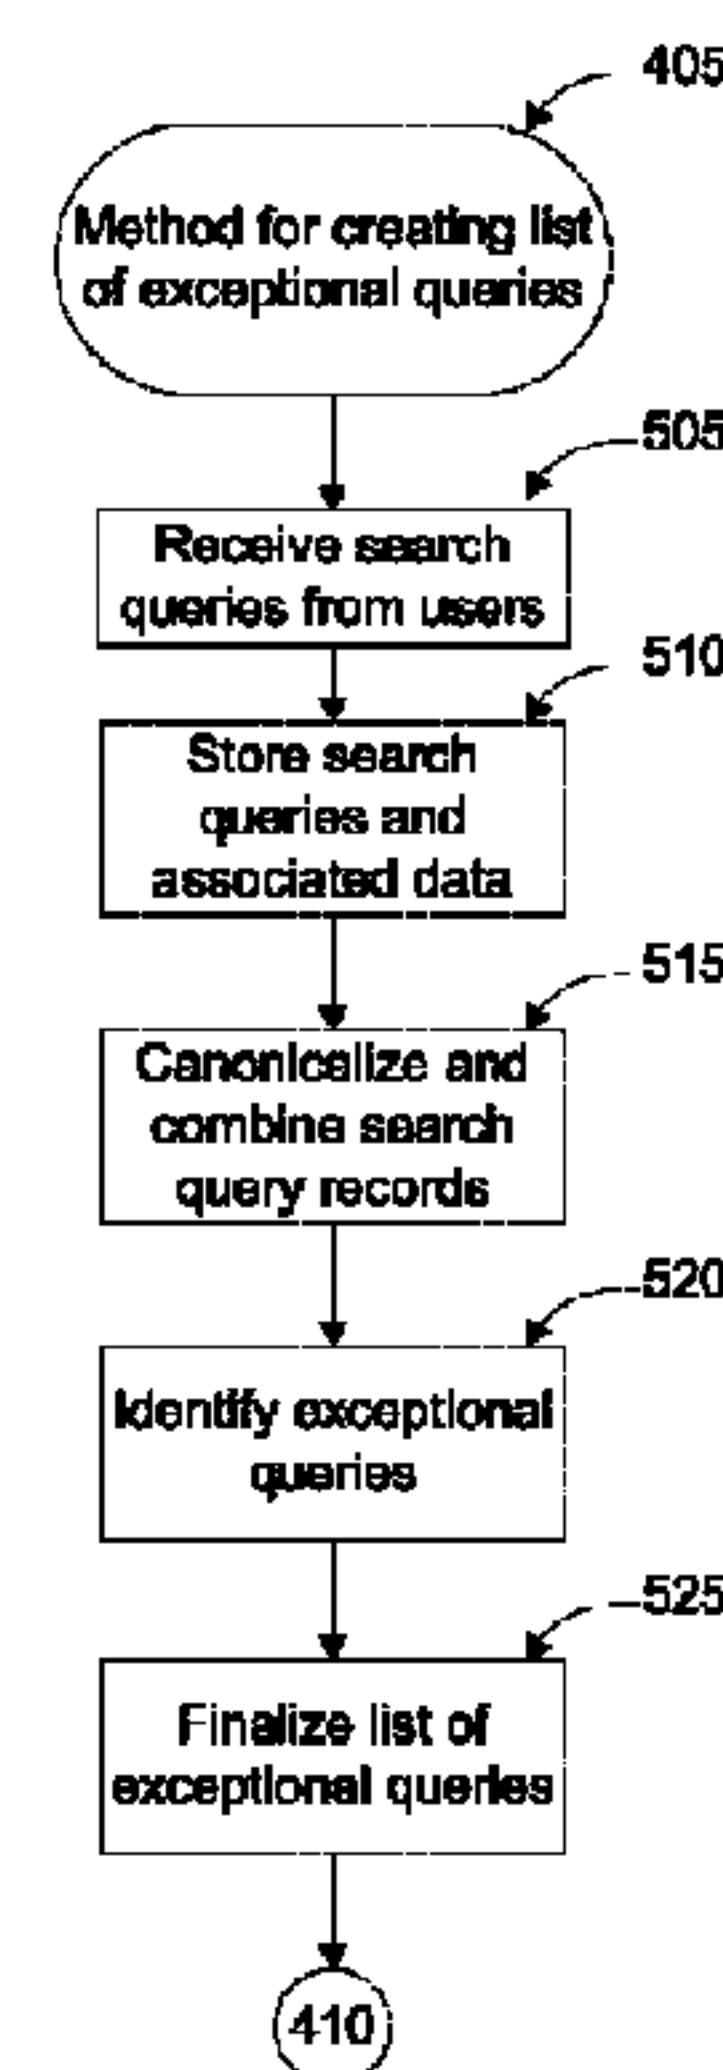 405
Method for creating list
of exceptional queries
505
Receive search
queries from users
510
Store search
queries and
associated data
515
Canonicalize and
combine search
query records
520
Identify exceptional
queries
525
Finalize list of
exceptional queries
410